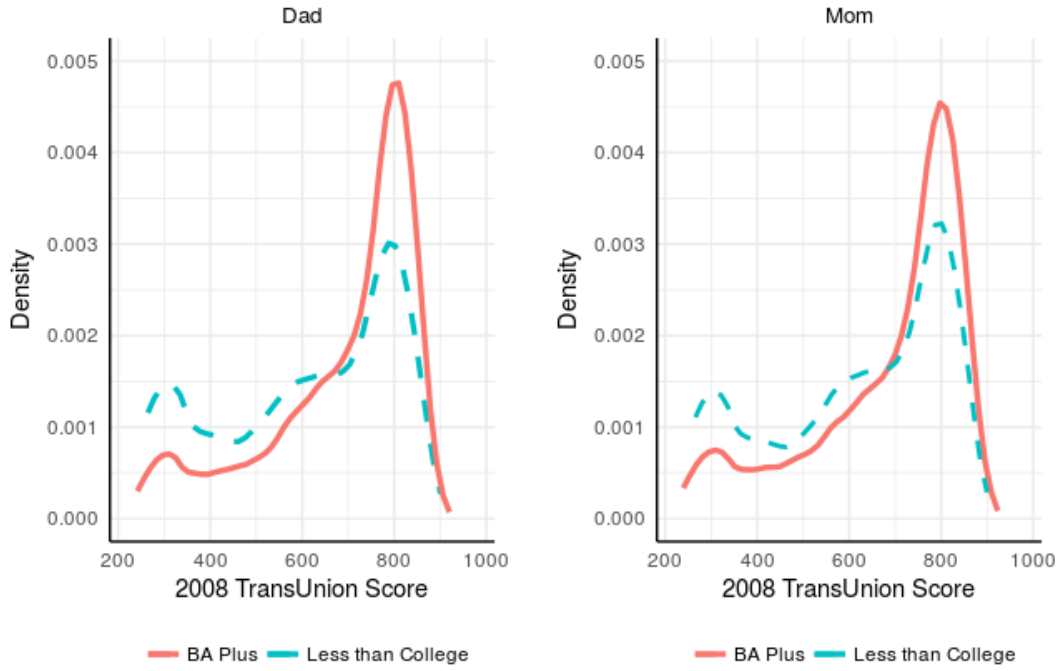 Dad
0.005
0.004
0.003
0.002
0.001
0.000
Density
200 400 600 800 1000
2008 TransUnion Score
BA Plus Less than College
Mom
0.005
0.004
0.003
0.002
0.001
0.000
Density
200 400 600 800 1000
2008 TransUnion Score
BA Plus Less than College